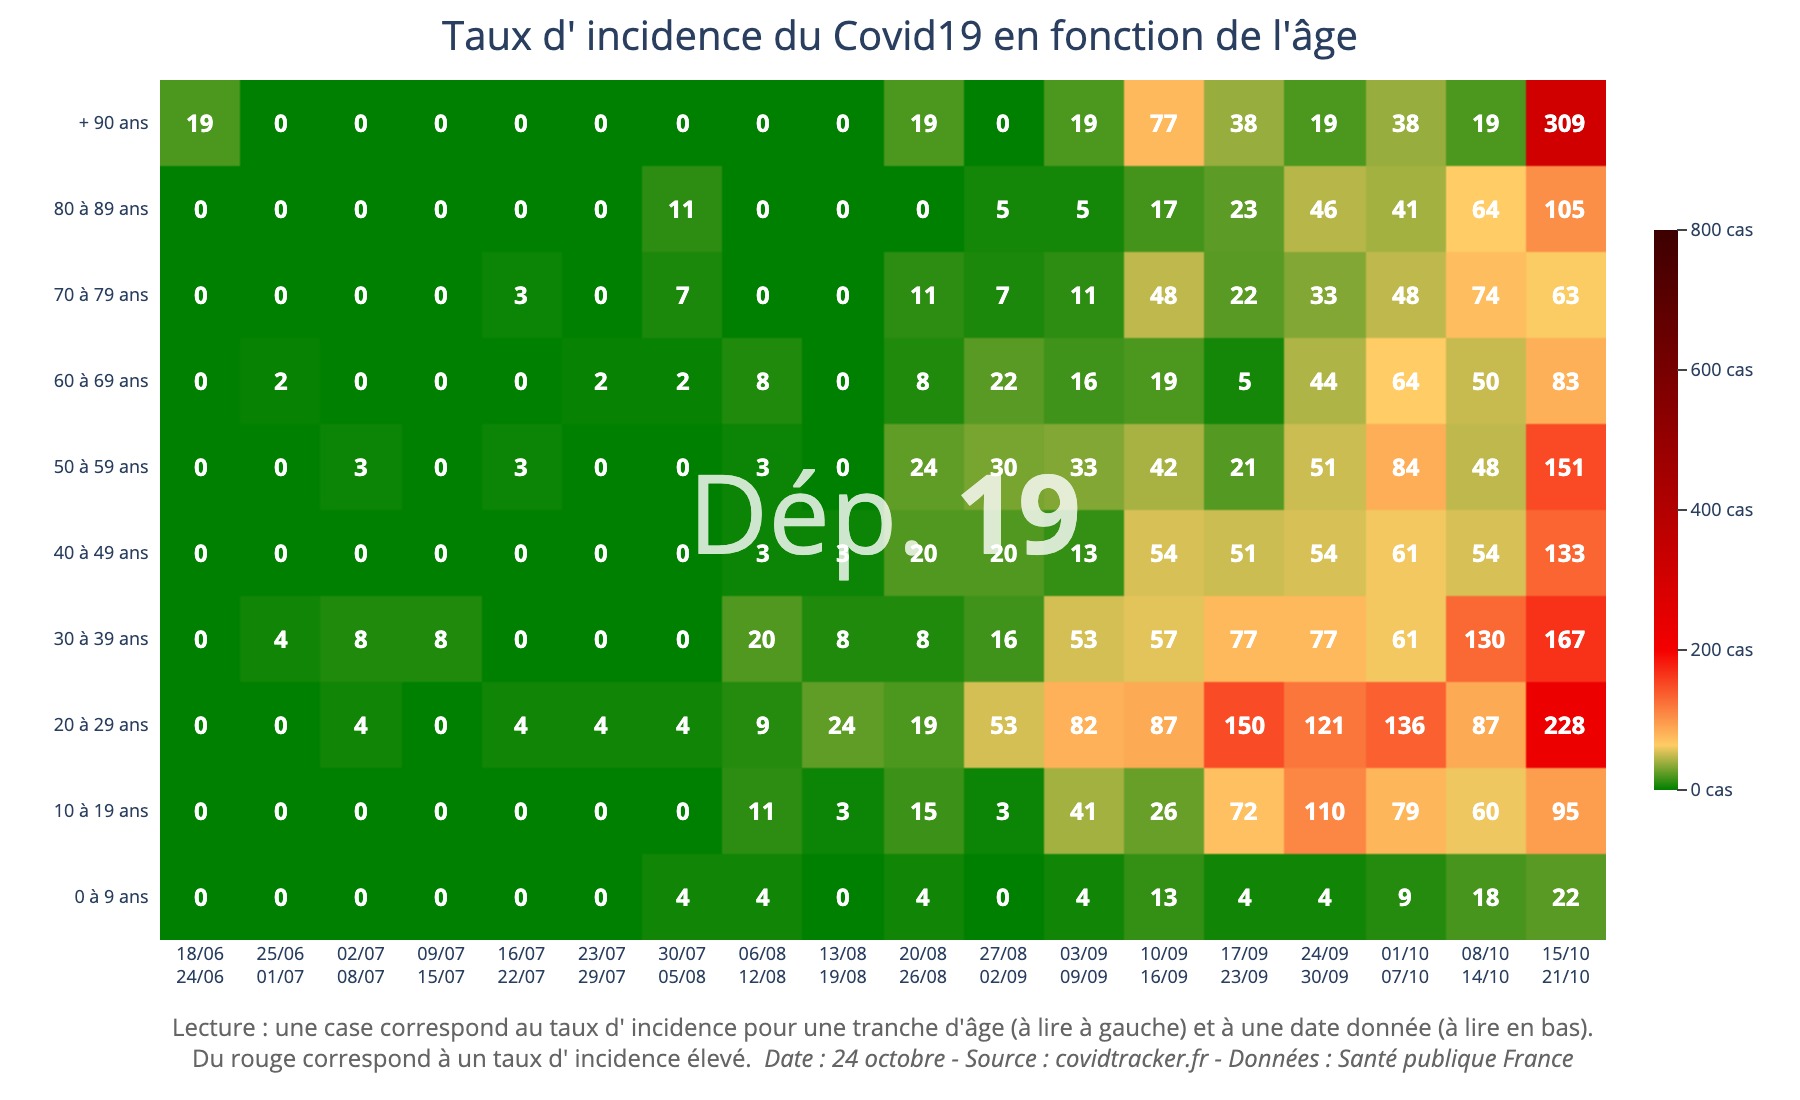 Taux d' incidence du Covid19 en fonction de l'âge
+ 90 ans 19 0 0 0 0 0 0 0 0 19 0 19 77 38 19 38 19 309
80 à 89 ans 0 0 0 0 0 0 11 0 0 0 5 5 17 23 46 41 64 105
800 cas
70 à 79 ans 0 0 0 0 3 0 7 0 0 11 7 11 48 22 33 48 74 63
60 à 69 ans 0 2 0 0 0 2 2 8 0 8 22 16 19 5 44 64 50 83
600 cas
50 à 59 ans 0 0 3 0 3 0 0 3 0 24 30 33 42 21 51 84 48 151
Dép. 19
400 cas
40 à 49 ans 0 0 0 0 0 0 0 3 3 20 20 13 54 51 54 61 54 133
30 à 39 ans 0 4 8 8 0 0 0 20 8 8 16 53 57 77 77 61 130 167
200 cas
20 à 29 ans 0 0 4 0 4 4 4 9 24 19 53 82 87 150 121 136 87 228
0 cas
10 à 19 ans 0 0 0 0 0 0 0 11 3 15 3 41 26 72 110 79 60 95
0 à 9 ans 0 0 0 0 0 0 4 4 0 4 0 4 13 4 4 9 18 22
18/06 25/06 02/07 09/07 16/07 23/07 30/07 06/08 13/08 20/08 27/08 03/09 10/09 17/09 24/09 01/10 08/10 15/10
24/06 01/07 08/07 15/07 22/07 29/07 05/08 12/08 19/08 26/08 02/09 09/09 16/09 23/09 30/09 07/10 14/10 21/10
Lecture : une case correspond au taux d' incidence pour une tranche d'âge (à lire à gauche) et à une date donnée (à lire en bas).
Du rouge correspond à un taux d' incidence élevé. Date : 24 octobre - Source : covidtracker.fr - Données : Santé publique France